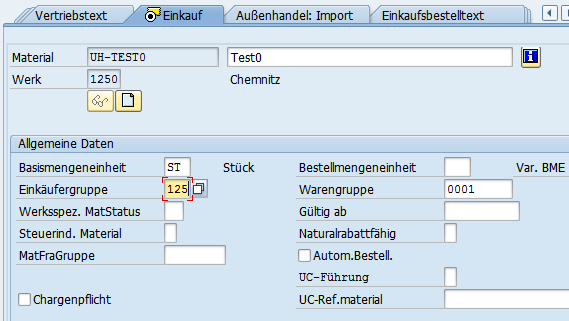 Vertriebstext Einkauf Außenhandel: Import Einkaufsbestelltext
Material UH-TEST0 Test0
Werk 1250 Chemnitz
Allgemeine Daten
Basismengeneinheit ST Stück Bestellmengeneinheit Var. BME
Einkäufergruppe 125 Warengruppe 0001
Werksspez. MatStatus Gültig ab
Steuerind. Material Naturalrabattfähig
MatFraGruppe Autom.Bestell.
UC-Führung
Chargenpflicht UC-Ref.material